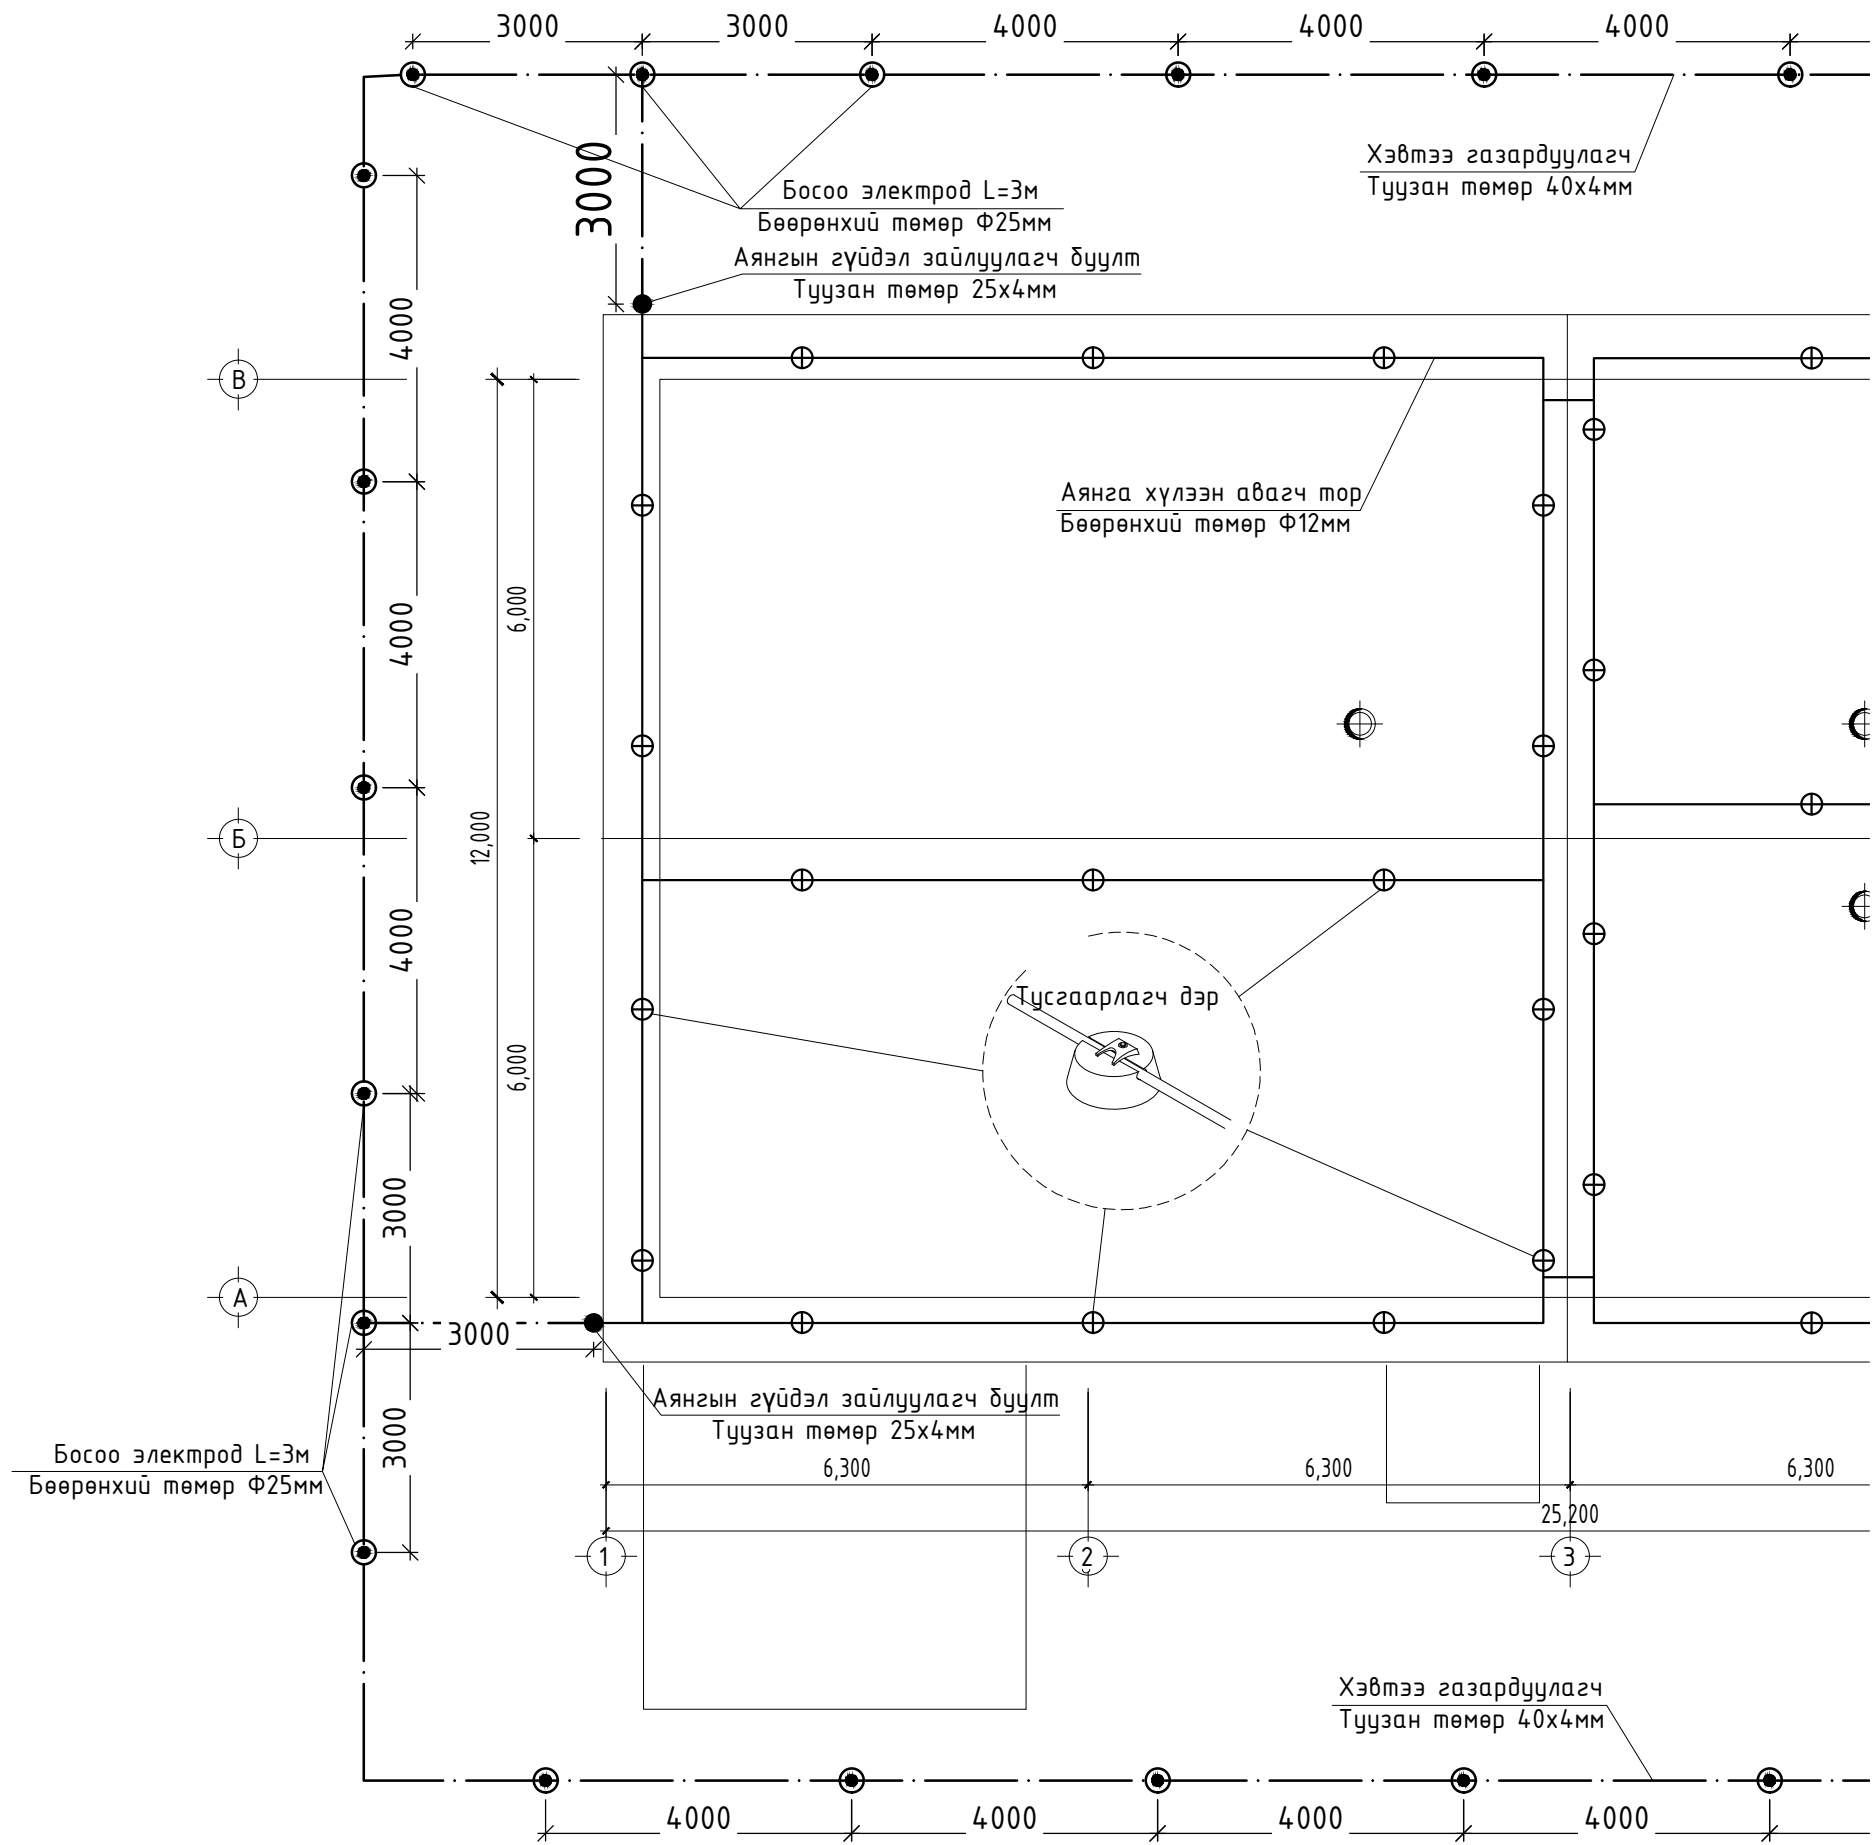 3000 3000 4000 4000 4000
3000
Хэвтээ газардуулагч
Туузан төмөр 40x4мм
Босоо электрод L=3м
Бөөрөнхий төмөр Ф25мм
Аянгын гүйдэл зайлуулагч буулт
Туузан төмөр 25x4мм
4000
В
Аянга хүлээн авагч тор
Бөөрөнхий төмөр Ф12мм
6,000
4000
12,000
Б
4000
Тусгаарлагч дэр
6,000
3000
А
3000
Аянгын гүйдэл зайлуулагч буулт
Туузан төмөр 25x4мм
3000
Босоо электрод L=3м
Бөөрөнхий төмөр Ф25мм
6,300 6,300 6,300
25,200
1 2 3
Хэвтээ газардуулагч
Туузан төмөр 40x4мм
4000 4000 4000 4000